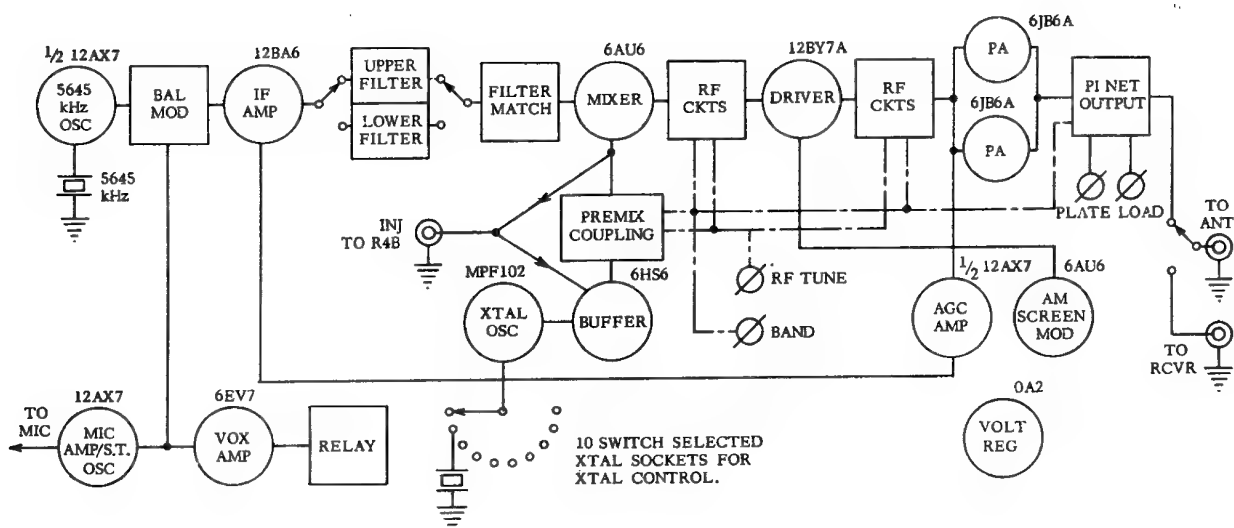 1/2 12AX7
5645
kHz
OSC
5645
kHz
BAL
MOD
12BA6
IF
AMP
UPPER
FILTER
LOWER
FILTER
FILTER
MATCH
6AU6
MIXER
RF
CKTS
12BY7A
DRIVER
RF
CKTS
6JB6A
PA
6JB6A
PA
PI NET
OUTPUT
PLATE LOAD
TO
ANT
INJ
TO R4B
PREMIX
COUPLING
MPF102
XTAL
OSC
6HS6
BUFFER
RF TUNE
BAND
1/2 12AX7
AGC
AMP
6AU6
AM
SCREEN
MOD
TO
RCVR
TO
MIC
12AX7
MIC
AMP/S.T.
OSC
6EV7
VOX
AMP
RELAY
10 SWITCH SELECTED
XTAL SOCKETS FOR
XTAL CONTROL.
0A2
VOLT
REG